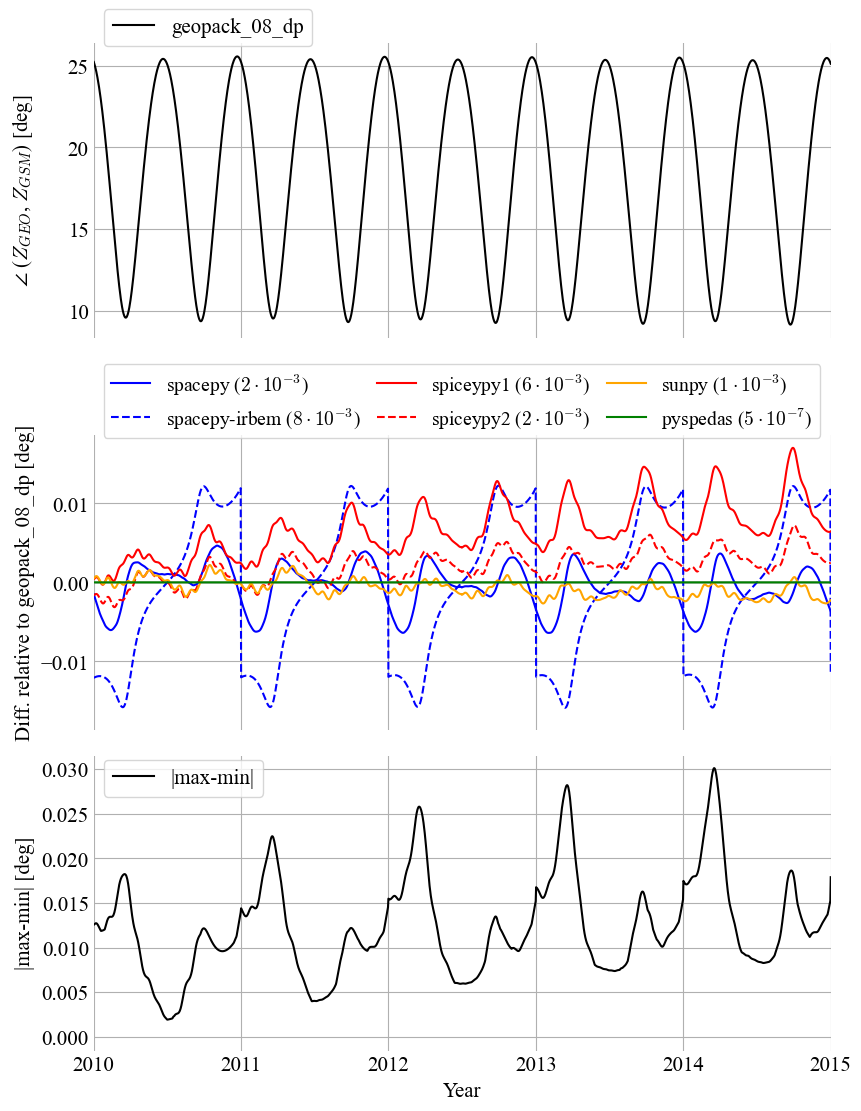 geopack_08_dp
∠(Z_GEO, Z_GSM) [deg]
25
20
15
10
spacepy (2 · 10⁻³)
spiceypy1 (6 · 10⁻³)
sunpy (1 · 10⁻³)
spacepy-irbem (8 · 10⁻³)
spiceypy2 (2 · 10⁻³)
pyspedas (5 · 10⁻⁷)
Diff. relative to geopack_08_dp [deg]
0.01
0.00
−0.01
|max-min|
|max-min| [deg]
0.030
0.025
0.020
0.015
0.010
0.005
0.000
2010 2011 2012 2013 2014 2015
Year